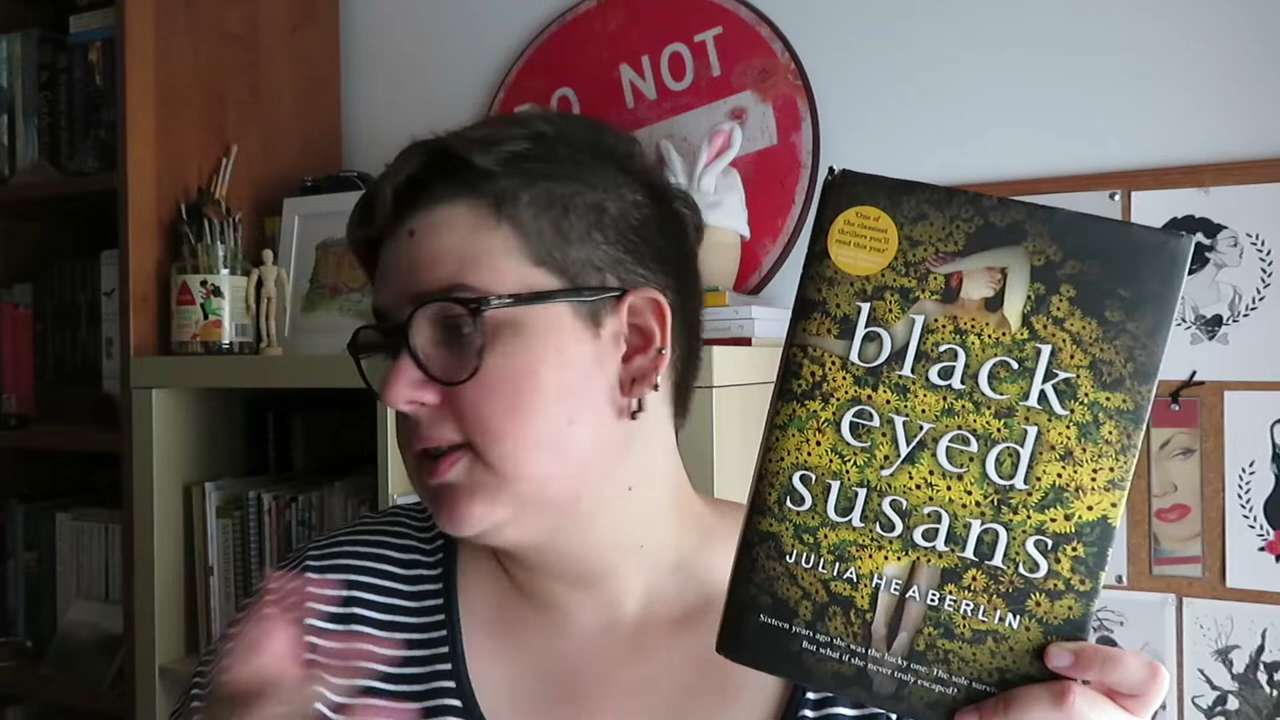 DO NOT
'One of
the classiest
thrillers you'll
read this year'
black
eyed
susans
JULIA HEABERLIN
Sixteen years ago she was the lucky one. The sole
But what if she never truly escaped?